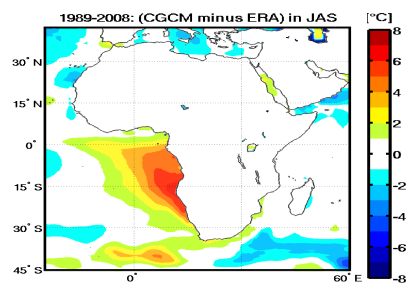 1989-2008: (CGCM minus ERA) in JAS
[°C]
30° N
15° N
0°
15° S
30° S
45° S
0°
60° E
8
6
4
2
0
-2
-4
-6
-8